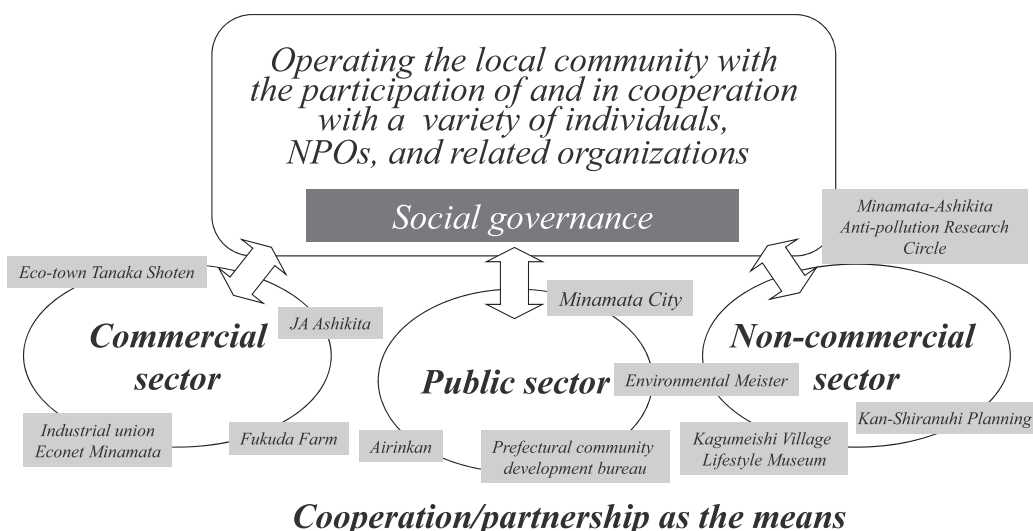 Operating the local community with
the participation of and in cooperation
with a variety of individuals,
NPOs, and related organizations
Social governance
Minamata-Ashikita
Anti-pollution Research
Circle
Eco-town Tanaka Shoten
JA Ashikita
Commercial
sector
Industrial union
Econet Minamata
Fukuda Farm
Minamata City
Public sector
Environmental Meister
Airinkan
Prefectural community
development bureau
Non-commercial
sector
Kan-Shiranuhi Planning
Kagumeishi Village
Lifestyle Museum
Cooperation/partnership as the means